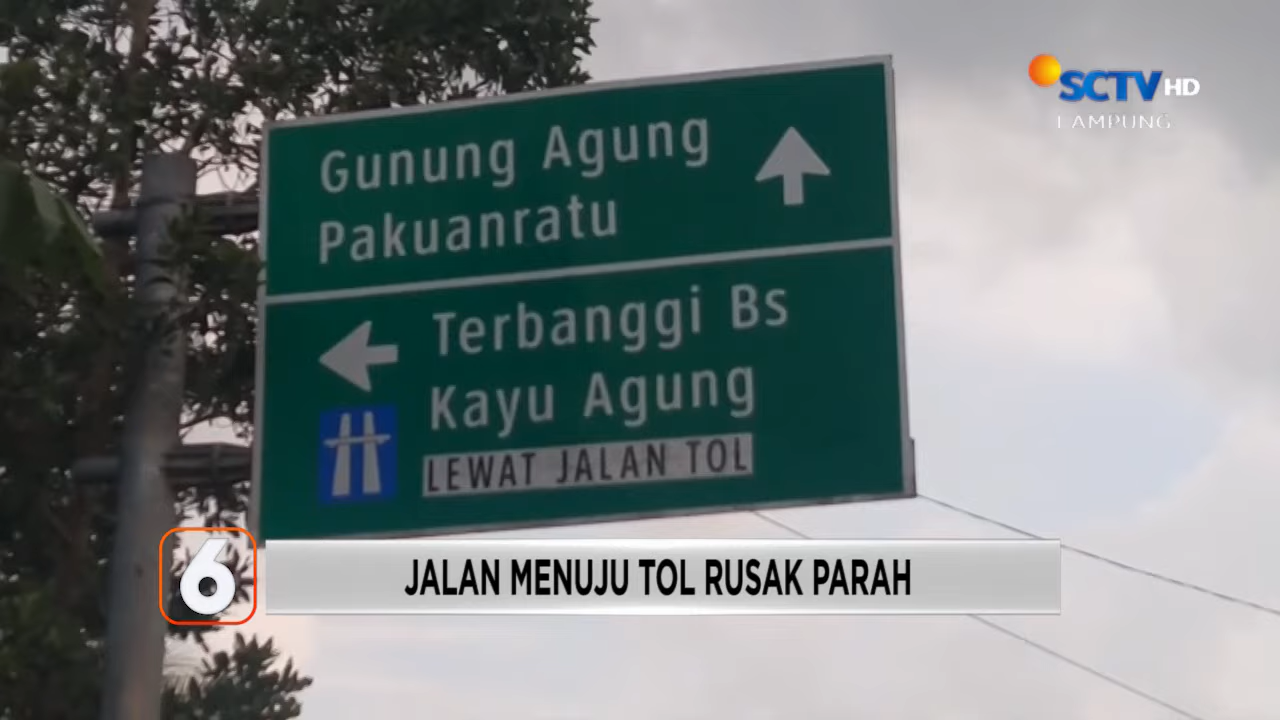 SCTV HD
LAMPUNG
Gunung Agung
Pakuanratu
Terbanggi Bs
Kayu Agung
LEWAT JALAN TOL
6
JALAN MENUJU TOL RUSAK PARAH